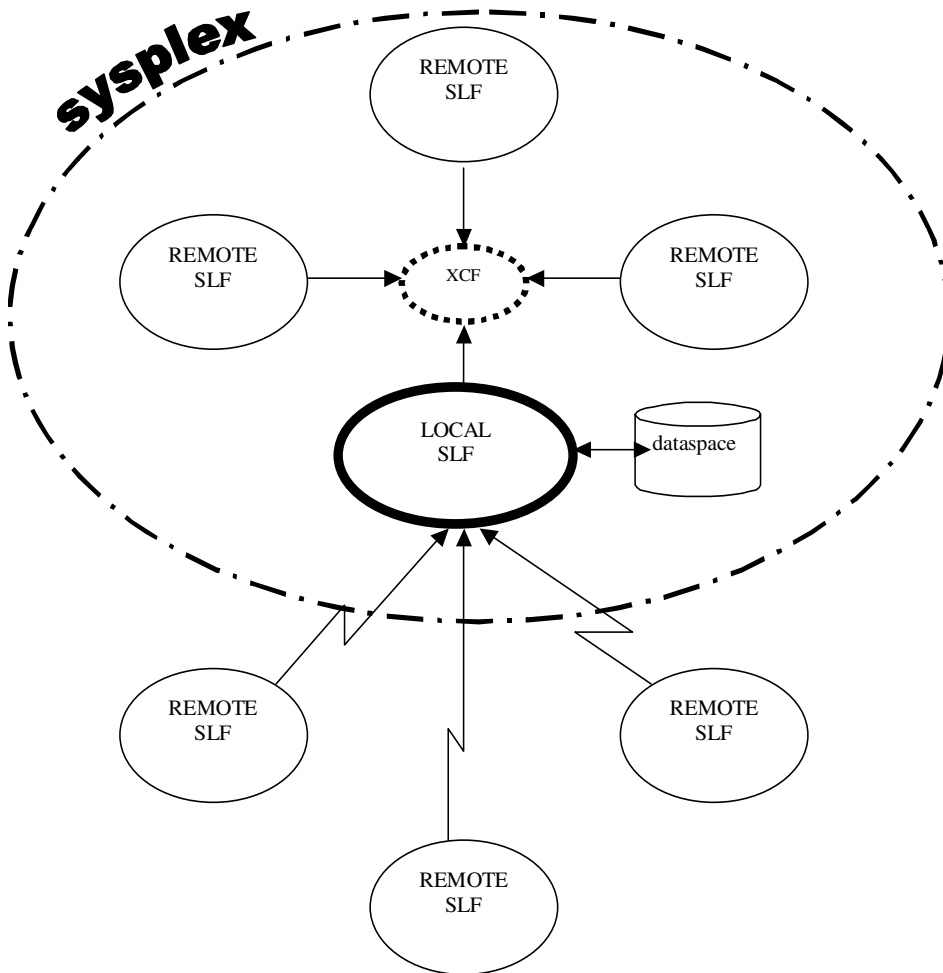 sysplex
REMOTE
SLF
REMOTE
SLF
XCF
REMOTE
SLF
LOCAL
SLF
dataspace
REMOTE
SLF
REMOTE
SLF
REMOTE
SLF